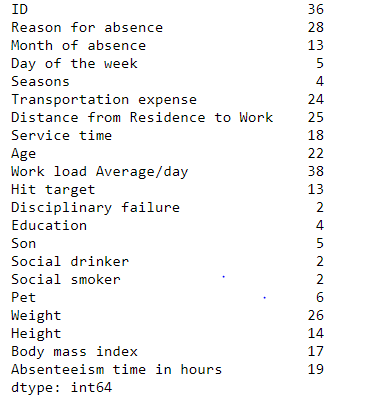 ID 36
Reason for absence 28
Month of absence 13
Day of the week 5
Seasons 4
Transportation expense 24
Distance from Residence to Work 25
Service time 18
Age 22
Work load Average/day 38
Hit target 13
Disciplinary failure 2
Education 4
Son 5
Social drinker 2
Social smoker 2
Pet 6
Weight 26
Height 14
Body mass index 17
Absenteeism time in hours 19
dtype: int64